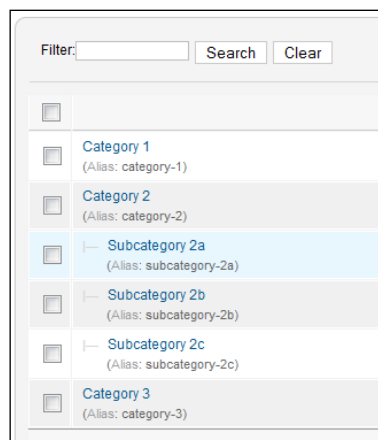 Filter: Search Clear
Category 1
(Alias: category-1)
Category 2
(Alias: category-2)
Subcategory 2a
(Alias: subcategory-2a)
Subcategory 2b
(Alias: subcategory-2b)
Subcategory 2c
(Alias: subcategory-2c)
Category 3
(Alias: category-3)